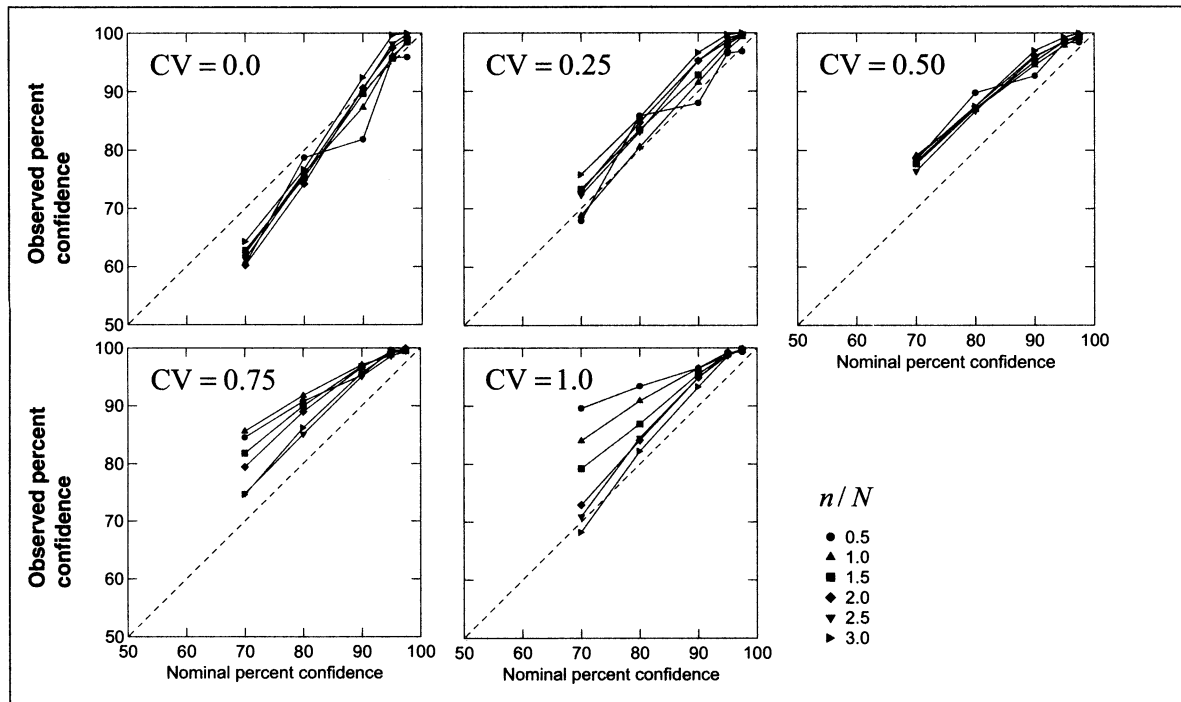 100
90
80
70
60
50
Observed percent
confidence
CV = 0.0
CV = 0.25
CV = 0.50
50 60 70 80 90 100
Nominal percent confidence
100
90
80
70
60
50
Observed percent
confidence
CV = 0.75
CV = 1.0
50 60 70 80 90 100
Nominal percent confidence
50 60 70 80 90 100
Nominal percent confidence
n / N
0.5
1.0
1.5
2.0
2.5
3.0